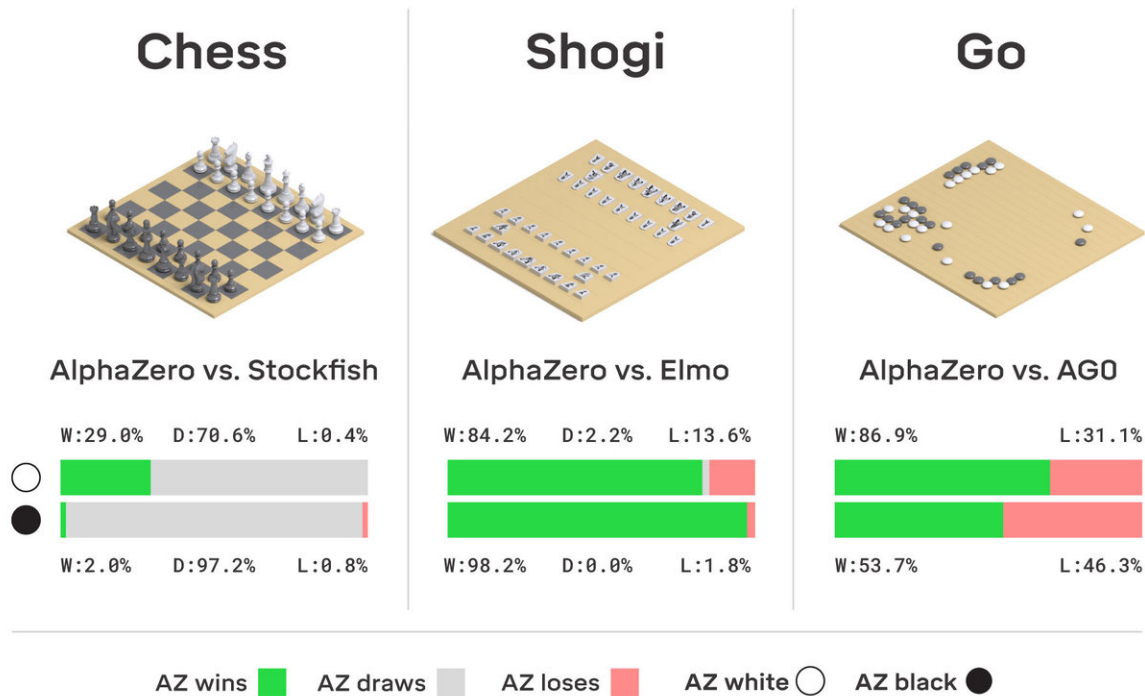 Chess
Shogi
Go
AlphaZero vs. Stockfish
AlphaZero vs. Elmo
AlphaZero vs. AG0
W:29.0% D:70.6% L:0.4%
W:84.2% D:2.2% L:13.6%
W:86.9% L:31.1%
W:2.0% D:97.2% L:0.8%
W:98.2% D:0.0% L:1.8%
W:53.7% L:46.3%
AZ wins
AZ draws
AZ loses
AZ white
AZ black